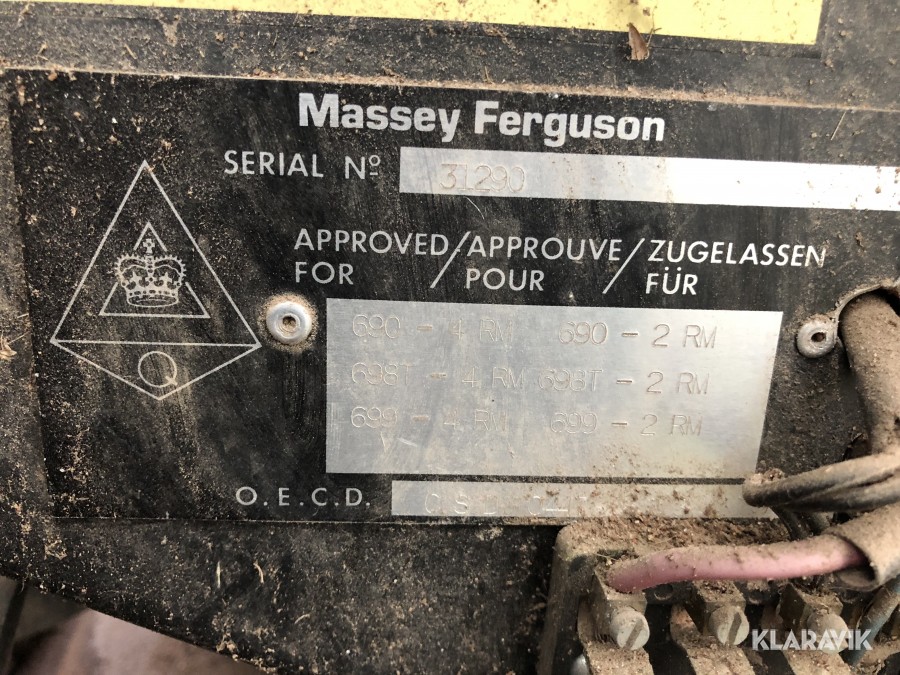 Massey Ferguson
SERIAL Nº 31290
APPROVED/APPROUVE/ZUGELASSEN
FOR / POUR / FÜR
690 - 4 RM 690 - 2 RM
698T - 4 RM 698T - 2 RM
699 - 4 RM 699 - 2 RM
Q
O.E.C.D.
KLARAVIK